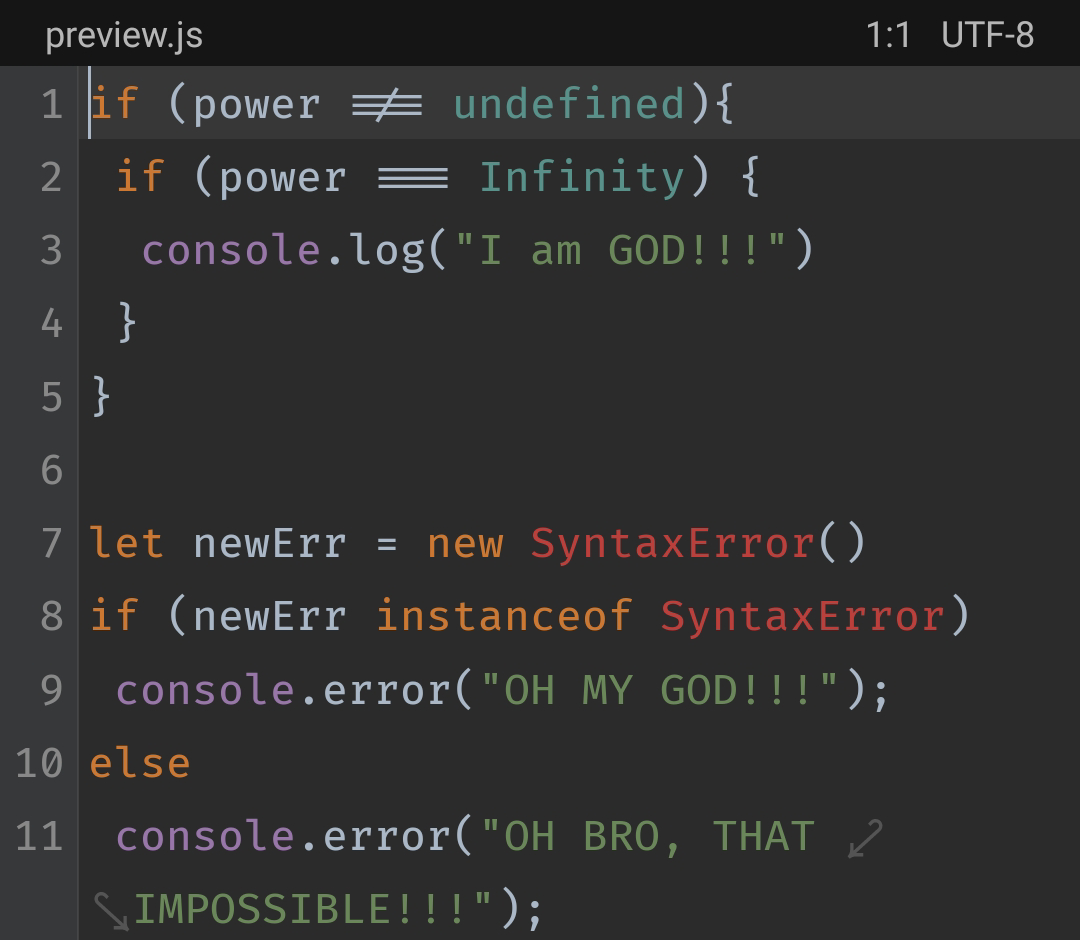 preview.js 1:1 UTF-8
1 if (power !== undefined){
2  if (power === Infinity) {
3   console.log("I am GOD!!!")
4  }
5 }
6
7 let newErr = new SyntaxError()
8 if (newErr instanceof SyntaxError)
9  console.error("OH MY GOD!!!");
10 else
11  console.error("OH BRO, THAT
IMPOSSIBLE!!!");